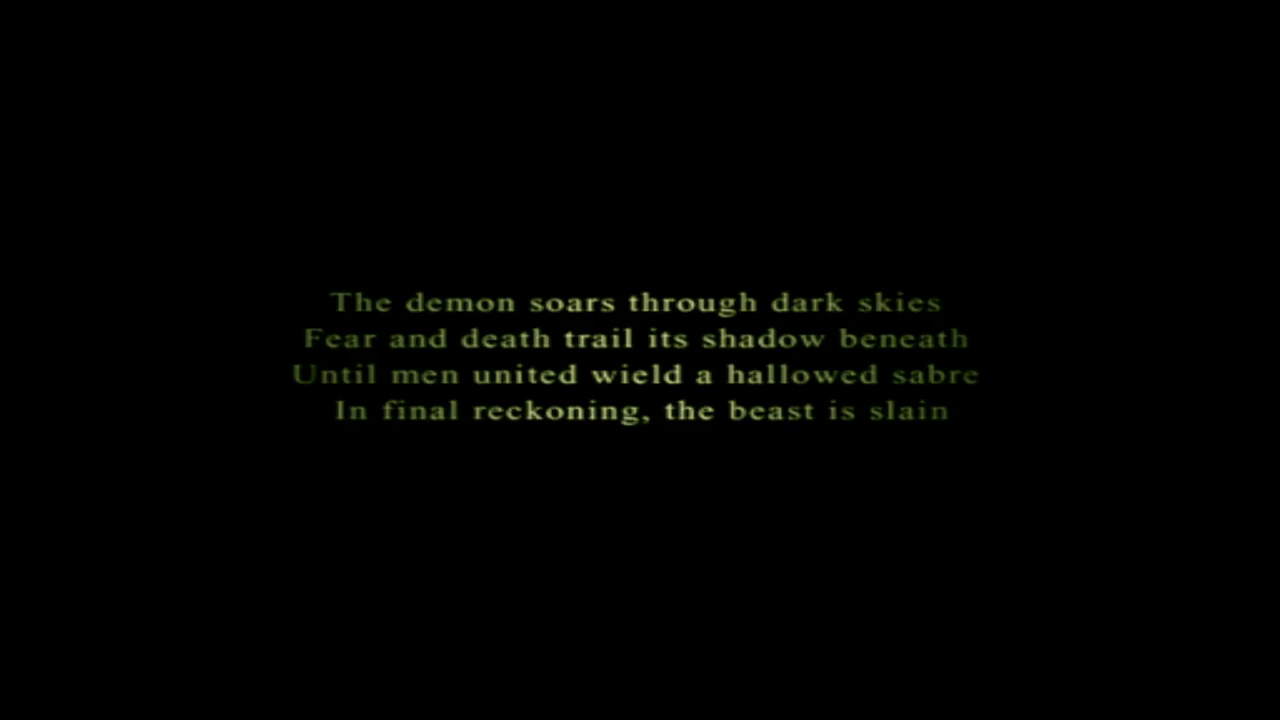 The demon soars through dark skies
Fear and death trail its shadow beneath
Until men united wield a hallowed sabre
In final reckoning, the beast is slain